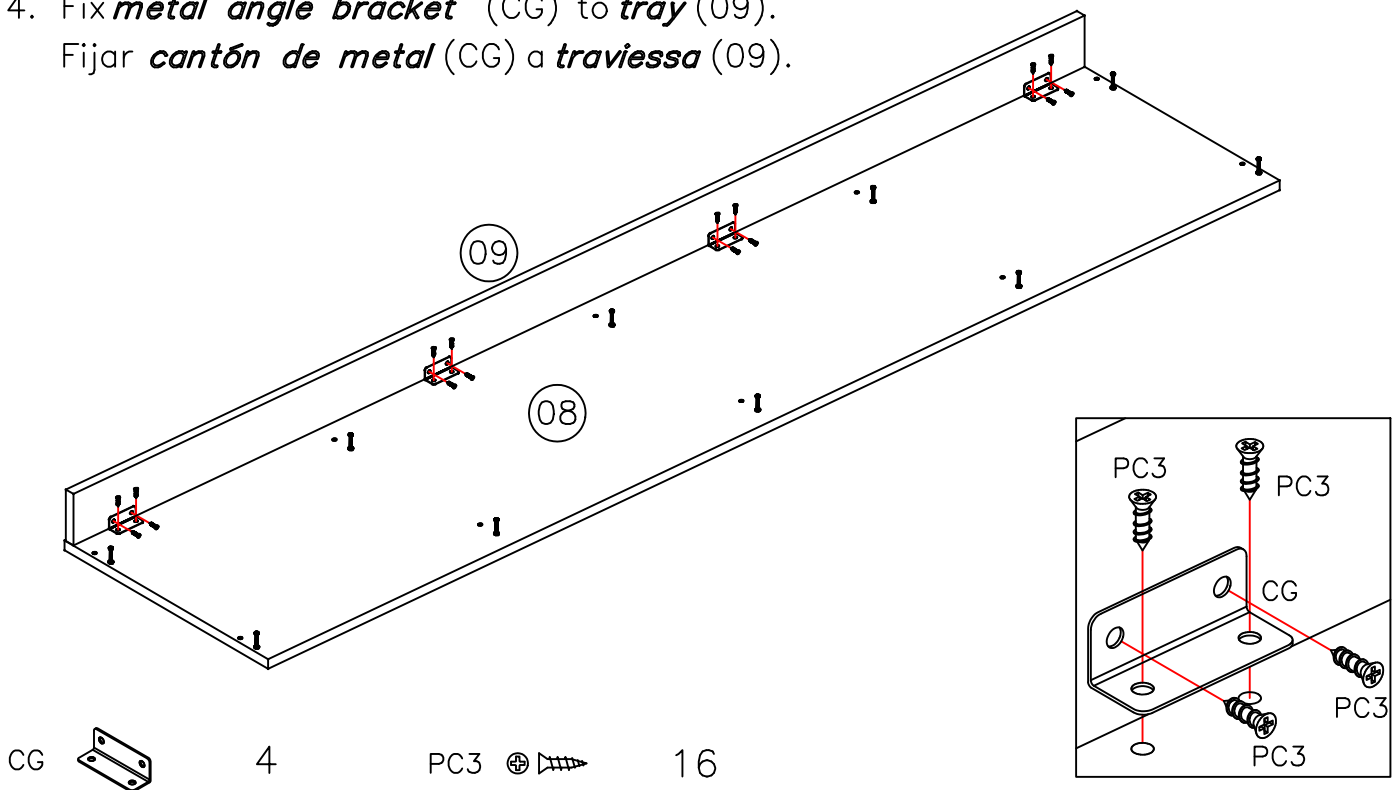 4. Fix metal angle bracket (CG) to tray (09).
Fijar cantón de metal (CG) a traviessa (09).
09
08
PC3
PC3
CG
PC3
PC3
CG 4 PC3 16